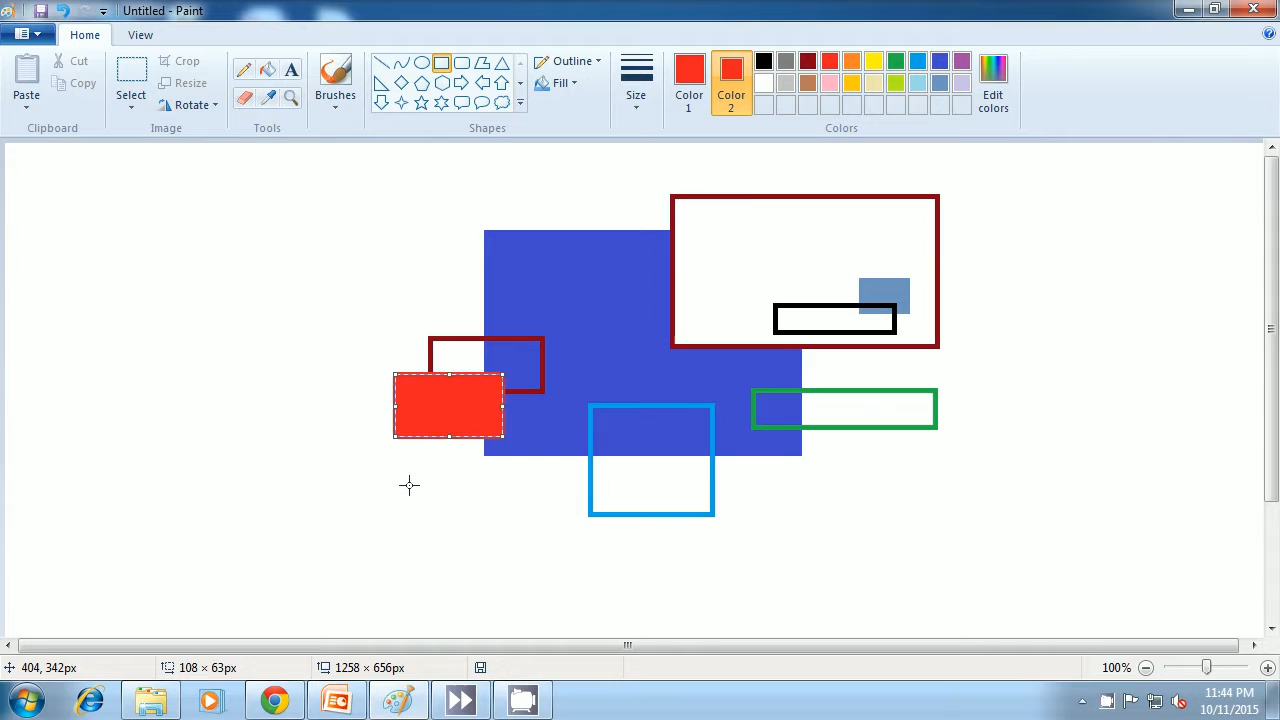 Untitled - Paint
Home View
Paste
Cut
Copy
Clipboard
Select
Crop
Resize
Rotate
Image
A
Tools
Brushes
Outline
Fill
Shapes
Size
Color 1
Color 2
Edit colors
Colors
404, 342px 108 × 63px 1258 × 656px 100%
11:44 PM
10/11/2015